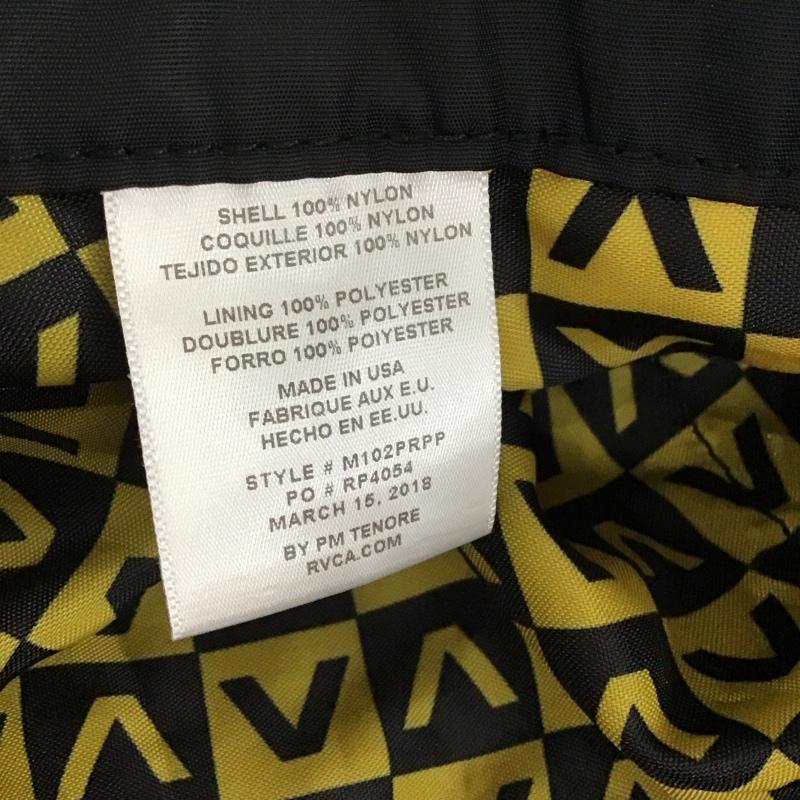 SHELL 100% NYLON
COQUILLE 100% NYLON
TEJIDO EXTERIOR 100% NYLON
LINING 100% POLYESTER
DOUBLURE 100% POLYESTER
FORRO 100% POIYESTER
MADE IN USA
FABRIQUE AUX E.U.
HECHO EN EE.UU.
STYLE # M102PRPP
PO # RP4054
MARCH 15, 2018
BY PM TENORE
RVCA.COM